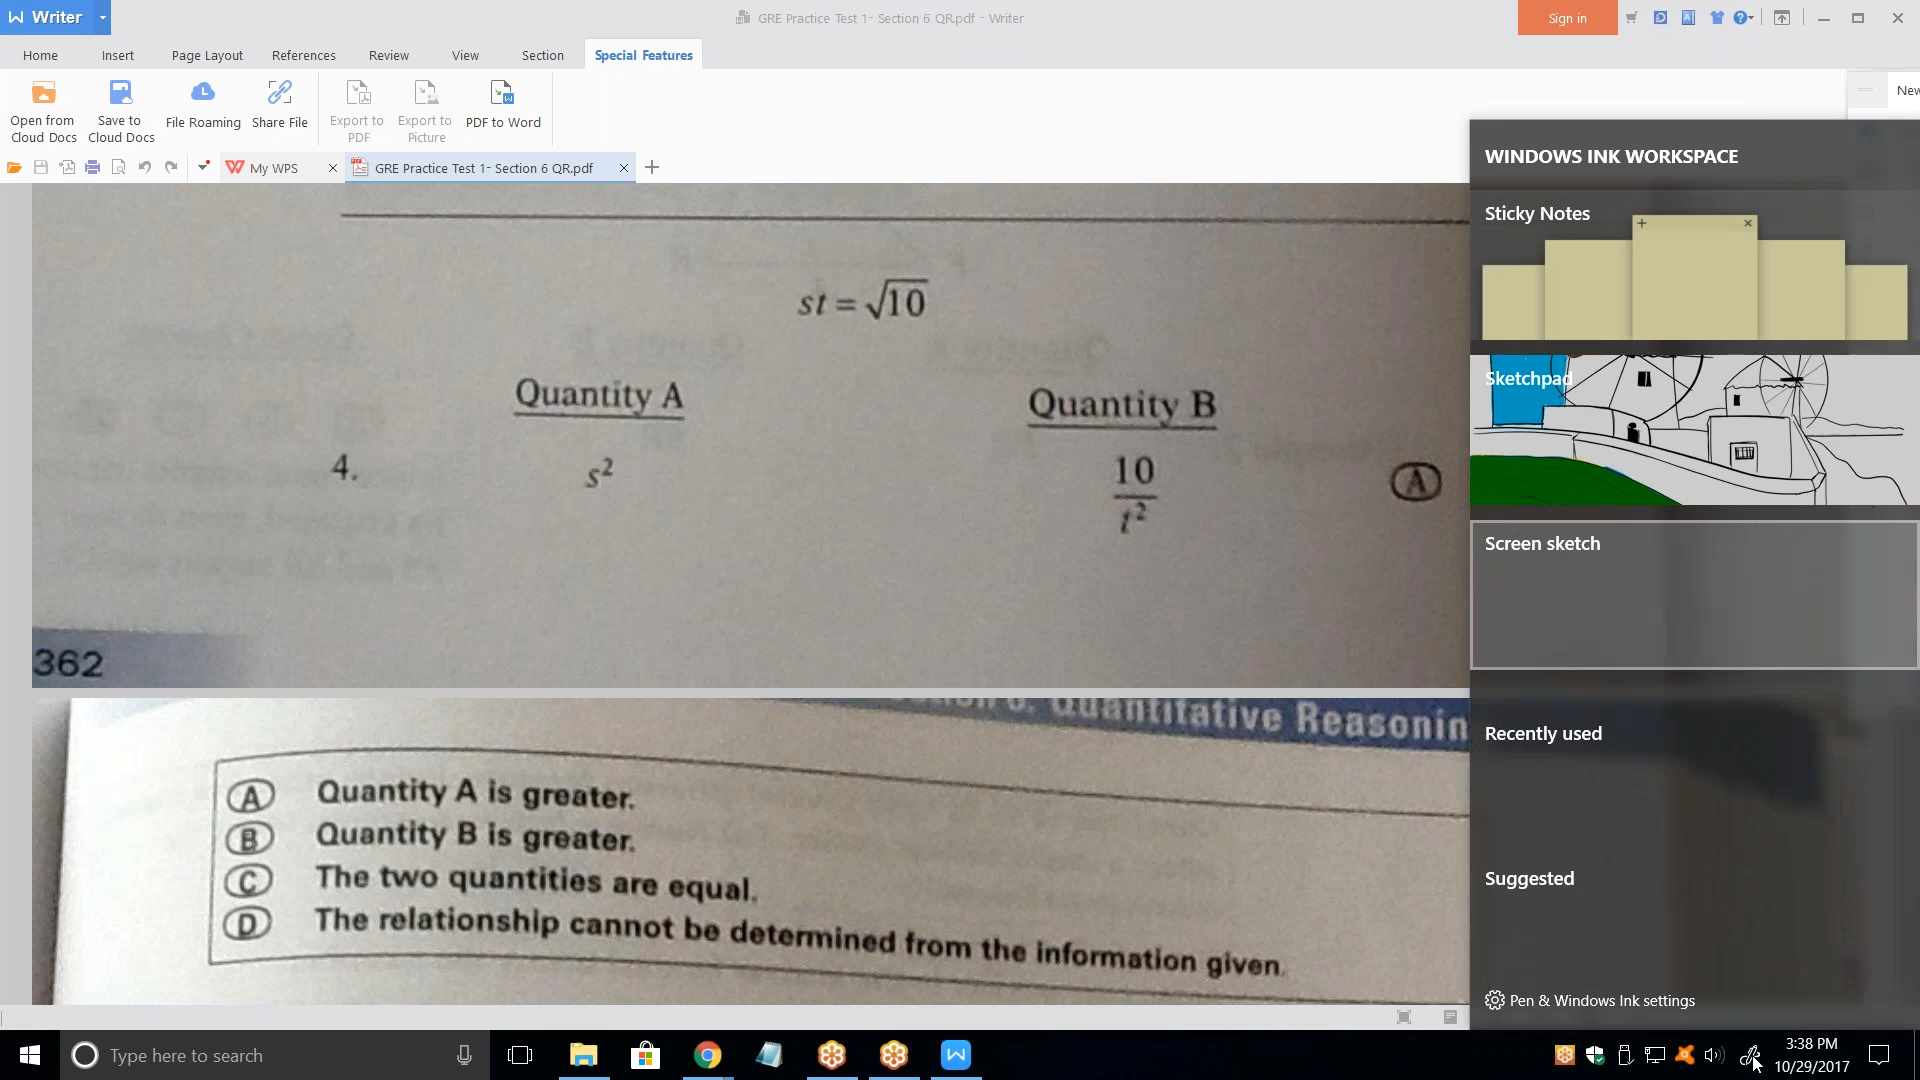 Writer
GRE Practice Test 1- Section 6 QR.pdf - Writer
Sign in
Home Insert Page Layout References Review View Section Special Features
Open from Cloud Docs
Save to Cloud Docs
File Roaming
Share File
Export to PDF
Export to Picture
PDF to Word
New
My WPS
GRE Practice Test 1- Section 6 QR.pdf
st = √10
Quantity A Quantity B
4. s² 10/t² A
362
Quantitative Reasonin
A Quantity A is greater.
B Quantity B is greater.
C The two quantities are equal.
D The relationship cannot be determined from the information given.
WINDOWS INK WORKSPACE
Sticky Notes
Sketchpad
Screen sketch
Recently used
Suggested
Pen & Windows Ink settings
Type here to search
3:38 PM
10/29/2017